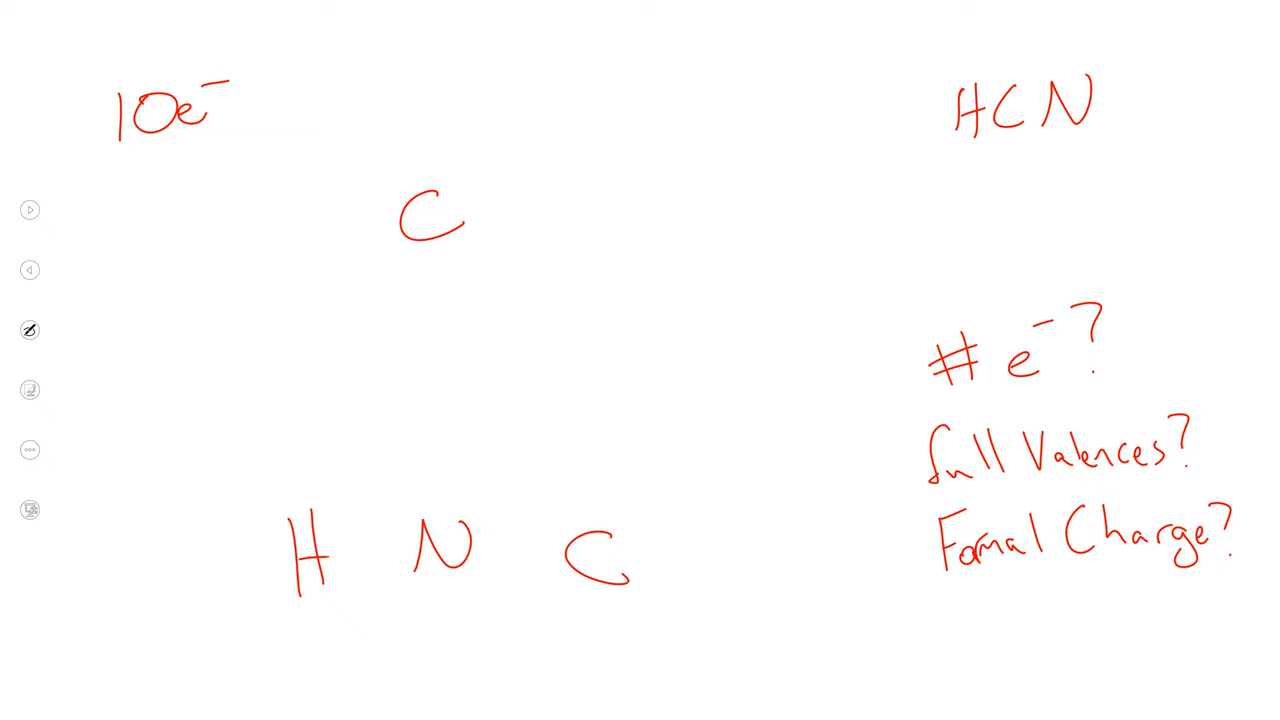 10e⁻
HCN
C
# e⁻?
full Valences?
Formal Charge?
H N C